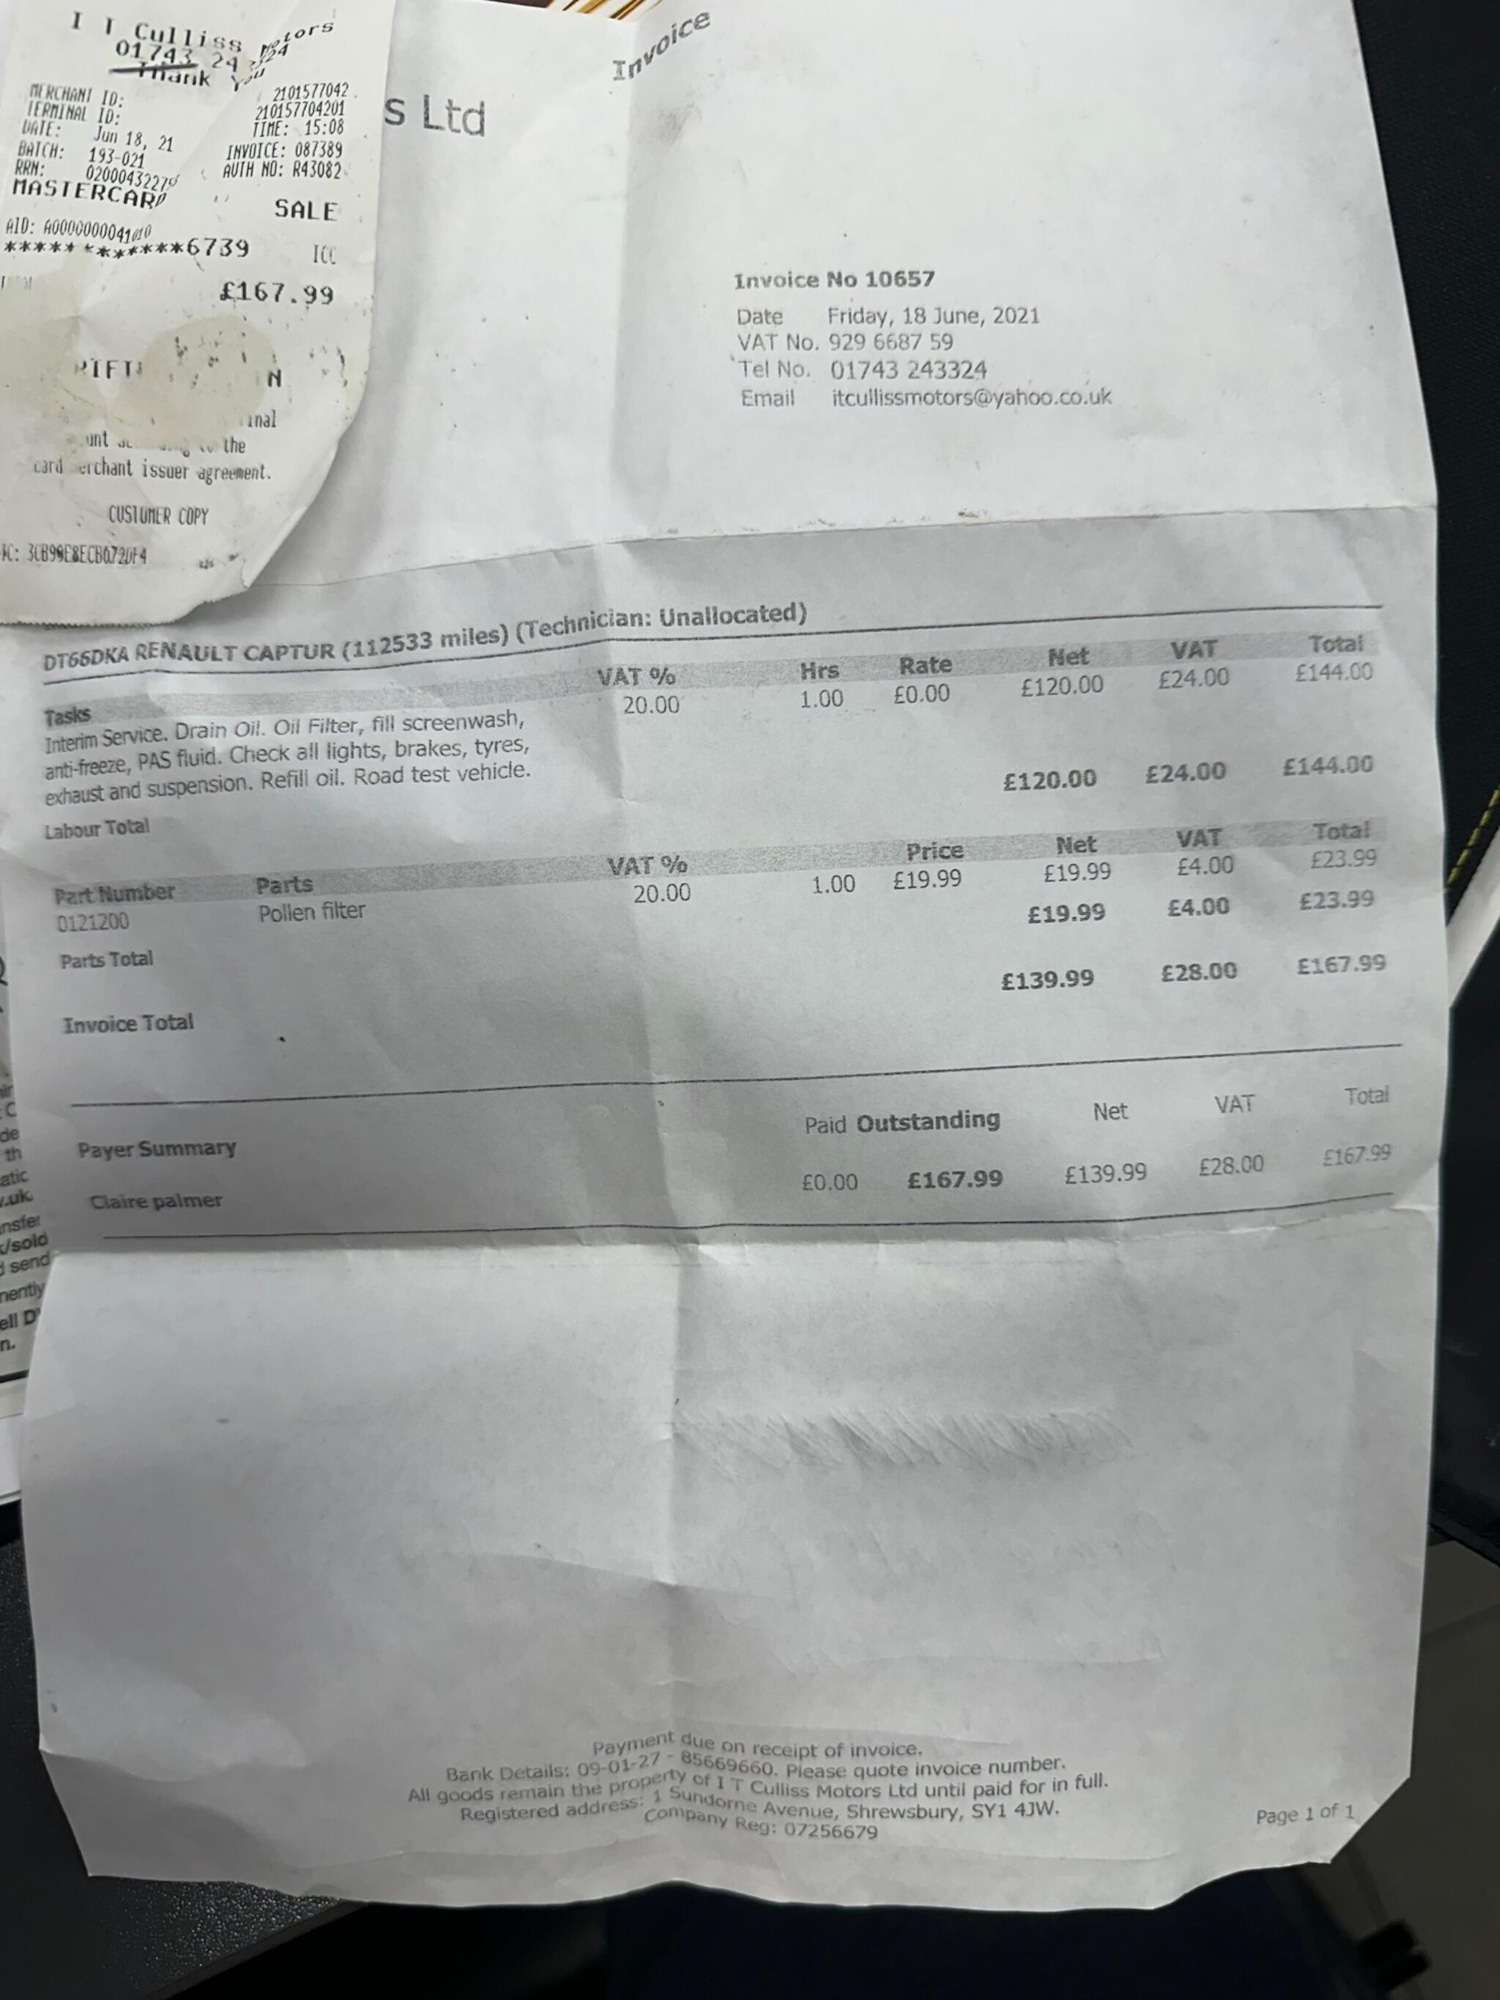 I T Culliss Motors
01743 24 324
Thank You
MERCHANT ID: 2101577042
TERMINAL ID: 210157704201
DATE: Jun 18, 21 TIME: 15:08
BATCH: 193-021 INVOICE: 087389
RRN: AUTH NO: R43082
MASTERCARD
SALE
AID: A0000000041010
************6739 ICC
£167.99
the
card merchant issuer agreement.
CUSTOMER COPY
Invoice
s Ltd
Invoice No 10657
Date Friday, 18 June, 2021
VAT No. 929 6687 59
Tel No. 01743 243324
Email itcullissmotors@yahoo.co.uk
DT66DKA RENAULT CAPTUR (112533 miles) (Technician: Unallocated)
Tasks VAT % Hrs Rate Net VAT Total
Interim Service. Drain Oil. Oil Filter, fill screenwash, 20.00 1.00 £0.00 £120.00 £24.00 £144.00
anti-freeze, PAS fluid. Check all lights, brakes, tyres,
exhaust and suspension. Refill oil. Road test vehicle.
Labour Total £120.00 £24.00 £144.00
Part Number Parts VAT % Price Net VAT Total
0121200 Pollen filter 20.00 1.00 £19.99 £19.99 £4.00 £23.99
Parts Total £19.99 £4.00 £23.99
Invoice Total £139.99 £28.00 £167.99
Payer Summary Paid Outstanding Net VAT Total
Claire palmer £0.00 £167.99 £139.99 £28.00 £167.99
Payment due on receipt of invoice.
Bank Details: 09-01-27 - 85669660. Please quote invoice number.
All goods remain the property of I T Culliss Motors Ltd until paid for in full.
Registered address: 1 Sundorne Avenue, Shrewsbury, SY1 4JW.
Company Reg: 07256679
Page 1 of 1